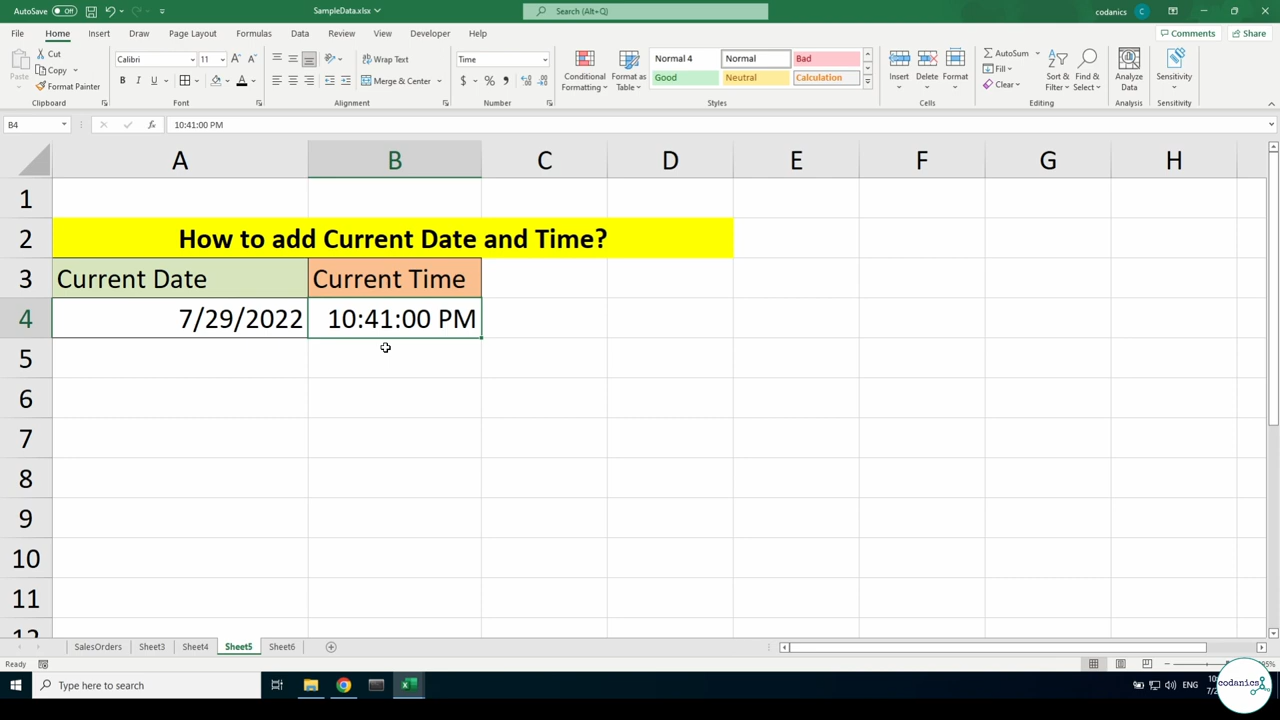 AutoSave Off SampleData.xlsx Search (Alt+Q) codanics C
File Home Insert Draw Page Layout Formulas Data Review View Developer Help Comments Share
Paste Cut Calibri 11 A A Wrap Text Time Conditional Formatting Format as Table Normal 4 Normal Bad Insert Delete Format AutoSum Sort & Filter Find & Select Analyze Data Sensitivity
Copy B I U A Merge & Center $ % Good Neutral Calculation Fill
Format Painter Clear
Clipboard Font Alignment Number Styles Cells Editing Analysis Sensitivity
B4 fx 10:41:00 PM
A B C D E F G H
1
2 How to add Current Date and Time?
3 Current Date Current Time
4 7/29/2022 10:41:00 PM
5
6
7
8
9
10
11
12
SalesOrders Sheet3 Sheet4 Sheet5 Sheet6
Ready
Type here to search ENG codanics